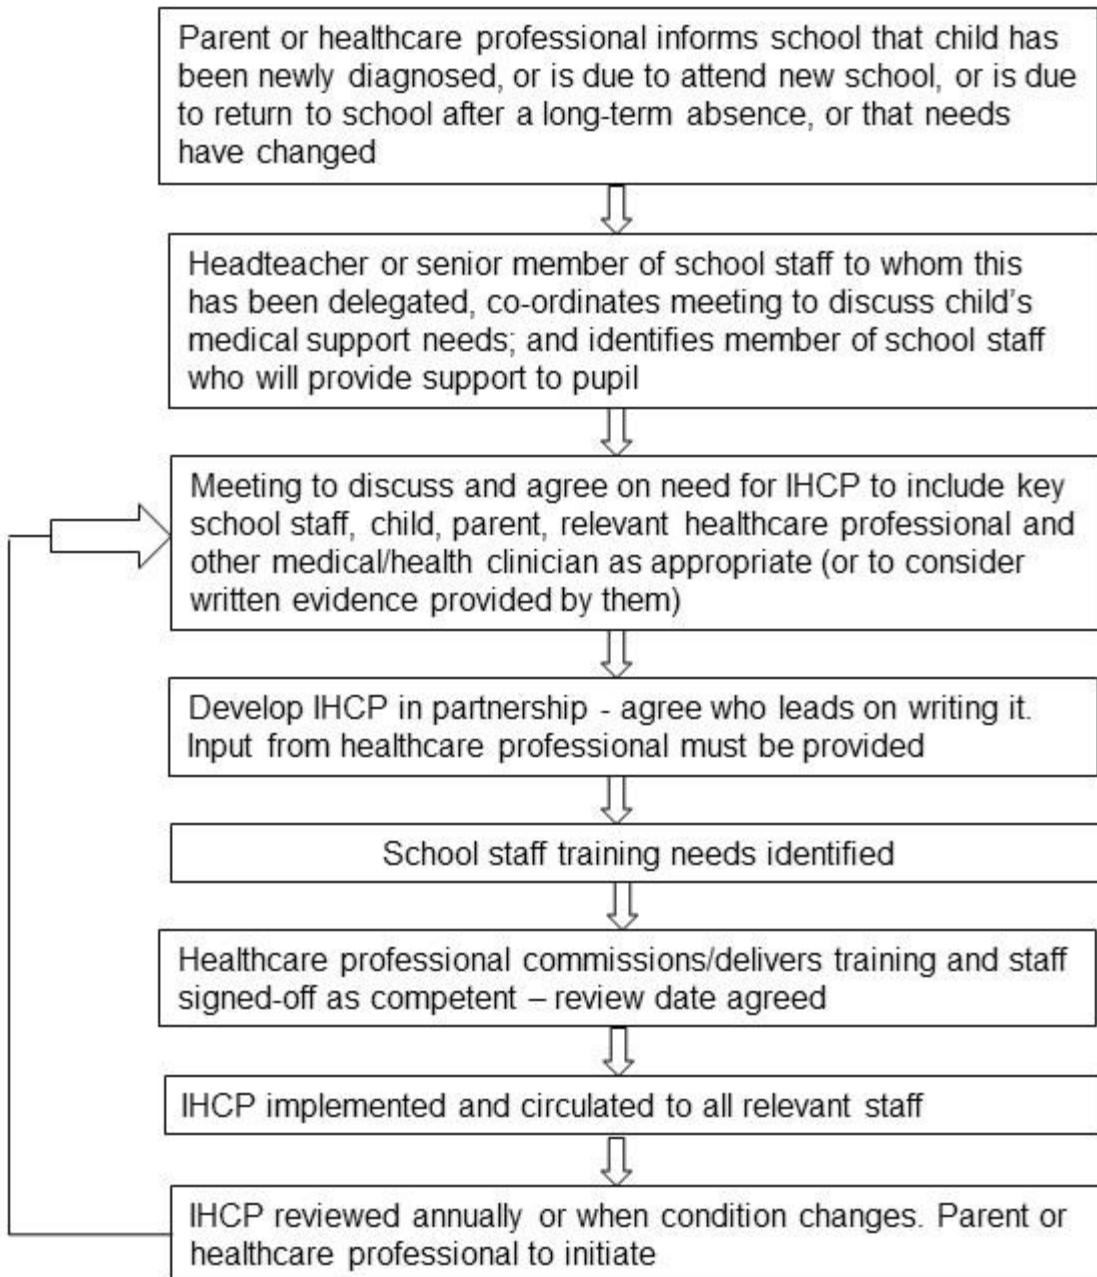 Parent or healthcare professional informs school that child has
been newly diagnosed, or is due to attend new school, or is due
to return to school after a long-term absence, or that needs
have changed
Headteacher or senior member of school staff to whom this
has been delegated, co-ordinates meeting to discuss child's
medical support needs; and identifies member of school staff
who will provide support to pupil
Meeting to discuss and agree on need for IHCP to include key
school staff, child, parent, relevant healthcare professional and
other medical/health clinician as appropriate (or to consider
written evidence provided by them)
Develop IHCP in partnership - agree who leads on writing it.
Input from healthcare professional must be provided
School staff training needs identified
Healthcare professional commissions/delivers training and staff
signed-off as competent – review date agreed
IHCP implemented and circulated to all relevant staff
IHCP reviewed annually or when condition changes. Parent or
healthcare professional to initiate